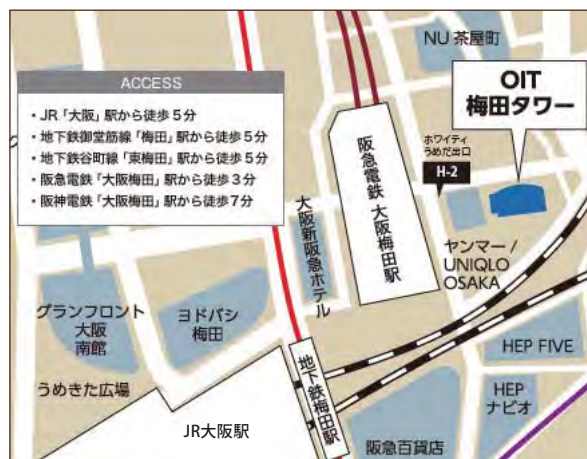 NU 茶屋町
ACCESS
・JR「大阪」駅から徒歩5分
・地下鉄御堂筋線「梅田」駅から徒歩5分
・地下鉄谷町線「東梅田」駅から徒歩5分
・阪急電鉄「大阪梅田」駅から徒歩3分
・阪神電鉄「大阪梅田」駅から徒歩7分
OIT
梅田タワー
ホワイティ
うめだ出口
H-2
阪急電鉄 大阪梅田駅
大阪新阪急ホテル
ヤンマー /
UNIQLO
OSAKA
グランフロント
大阪
南館
ヨドバシ
梅田
うめきた広場
地下鉄梅田駅
HEP FIVE
HEP
ナビオ
JR大阪駅
阪急百貨店